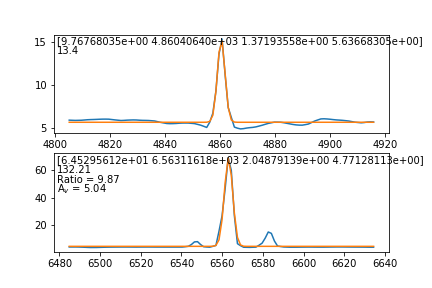 [9.76768035e+00 4.86040640e+03 1.37193558e+00 5.63668305e+00]
13.4
15
10
5
4800 4820 4840 4860 4880 4900 4920
[6.45295612e+01 6.56311618e+03 2.04879139e+00 4.77128113e+00]
132.21
Ratio = 9.87
Aν = 5.04
60
40
20
6480 6500 6520 6540 6560 6580 6600 6620 6640